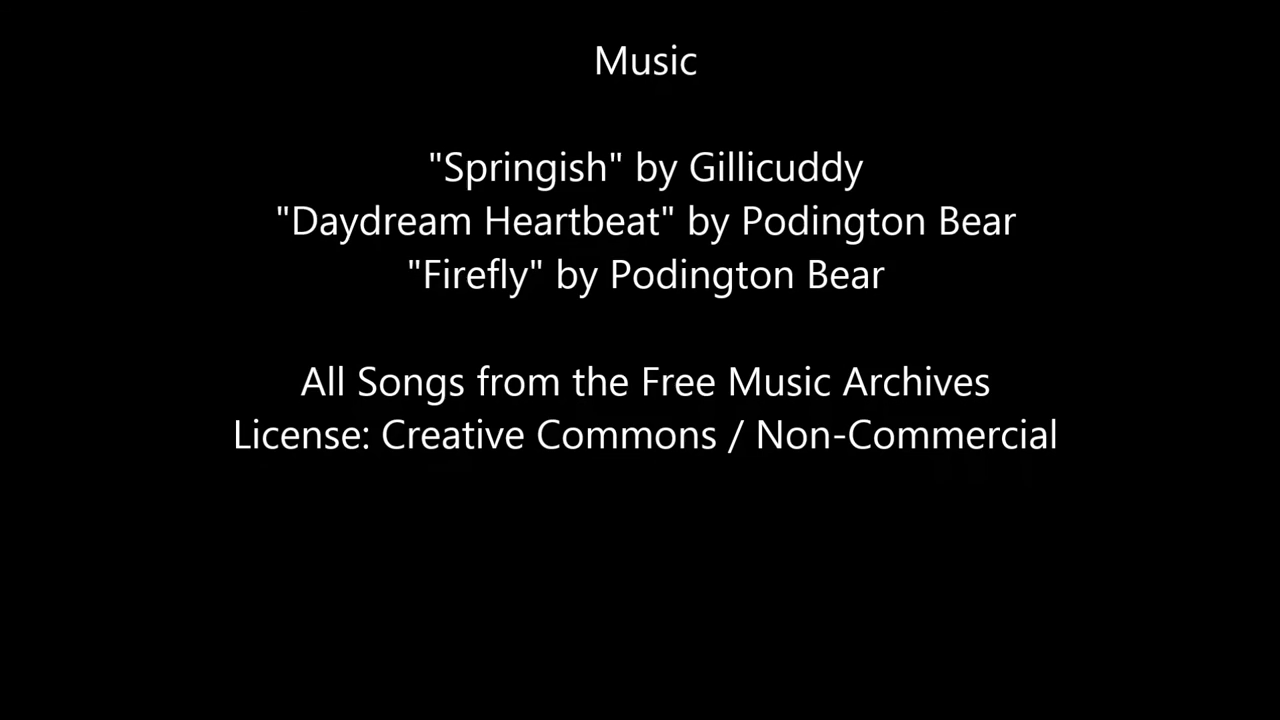 Music
"Springish" by Gillicuddy
"Daydream Heartbeat" by Podington Bear
"Firefly" by Podington Bear
All Songs from the Free Music Archives
License: Creative Commons / Non-Commercial